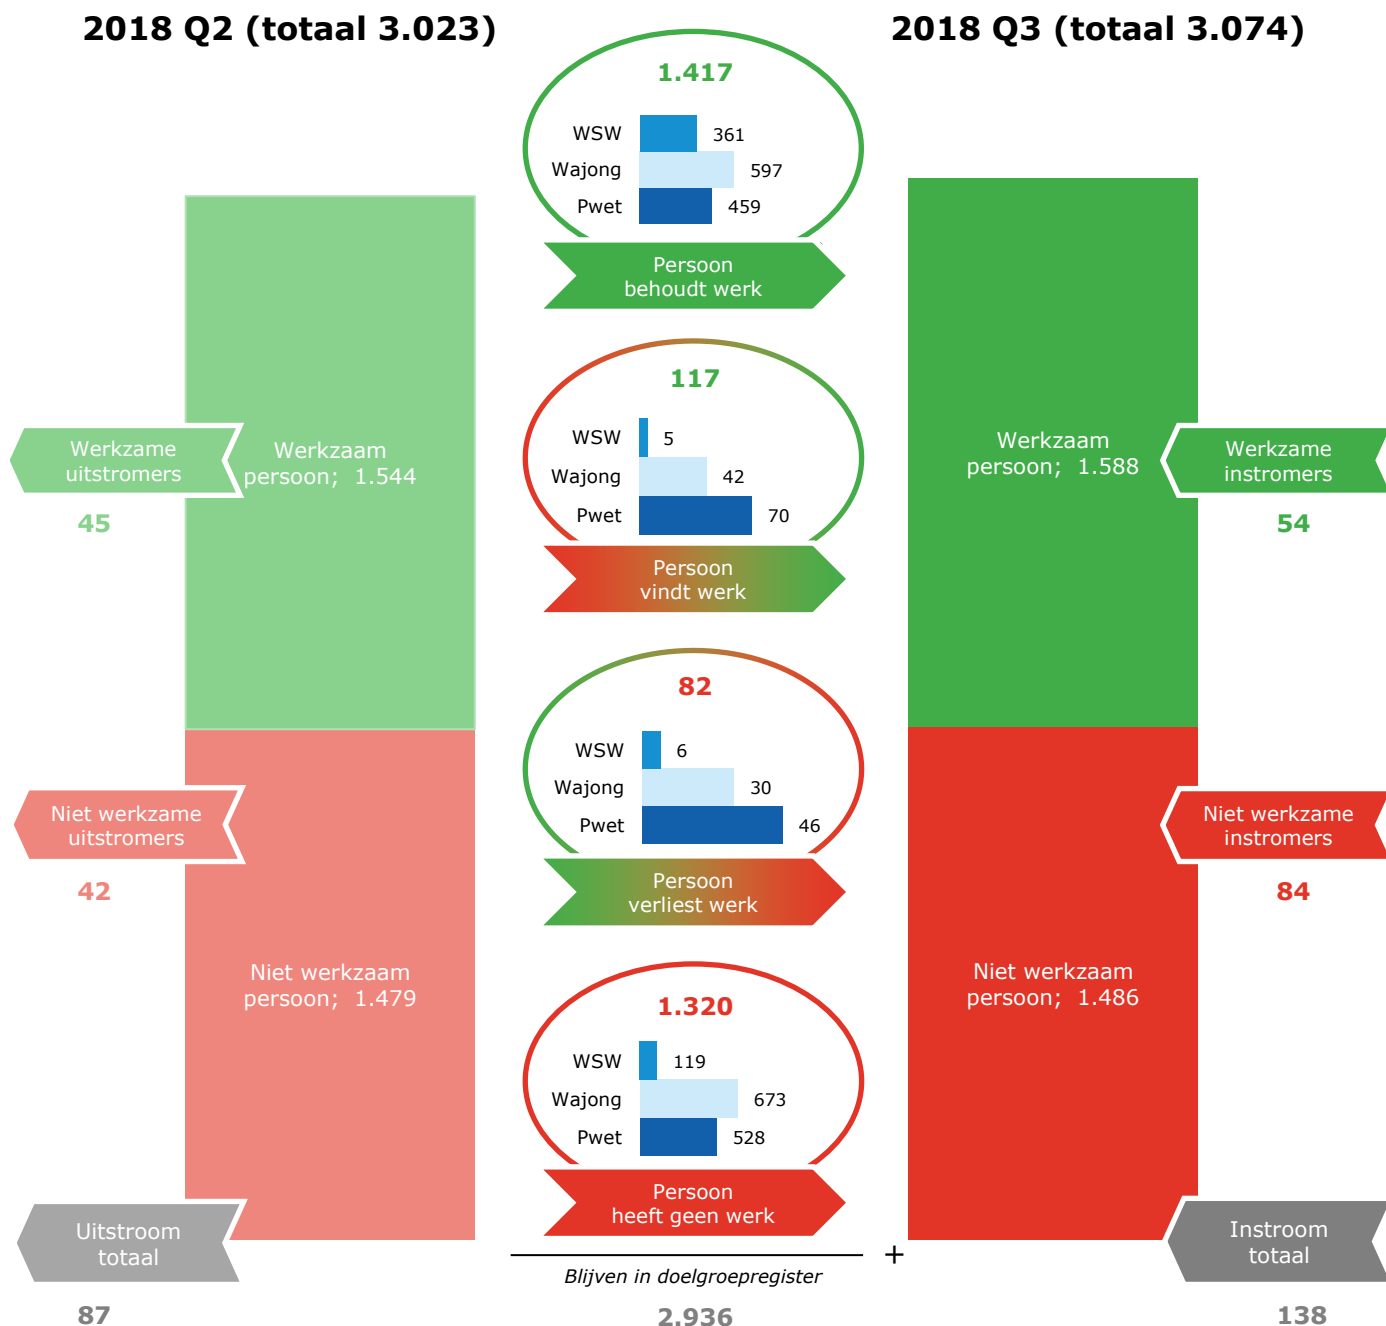 2018 Q2 (totaal 3.023)
2018 Q3 (totaal 3.074)
1.417
WSW 361
Wajong 597
Pwet 459
Persoon
behoudt werk
117
WSW 5
Wajong 42
Pwet 70
Persoon
vindt werk
82
WSW 6
Wajong 30
Pwet 46
Persoon
verliest werk
1.320
WSW 119
Wajong 673
Pwet 528
Persoon
heeft geen werk
Blijven in doelgroepregister
2.936
+
Werkzame
uitstromers
45
Werkzaam
persoon; 1.544
Niet werkzame
uitstromers
42
Niet werkzaam
persoon; 1.479
Uitstroom
totaal
87
Werkzaam
persoon; 1.588
Werkzame
instromers
54
Niet werkzame
instromers
84
Niet werkzaam
persoon; 1.486
Instroom
totaal
138